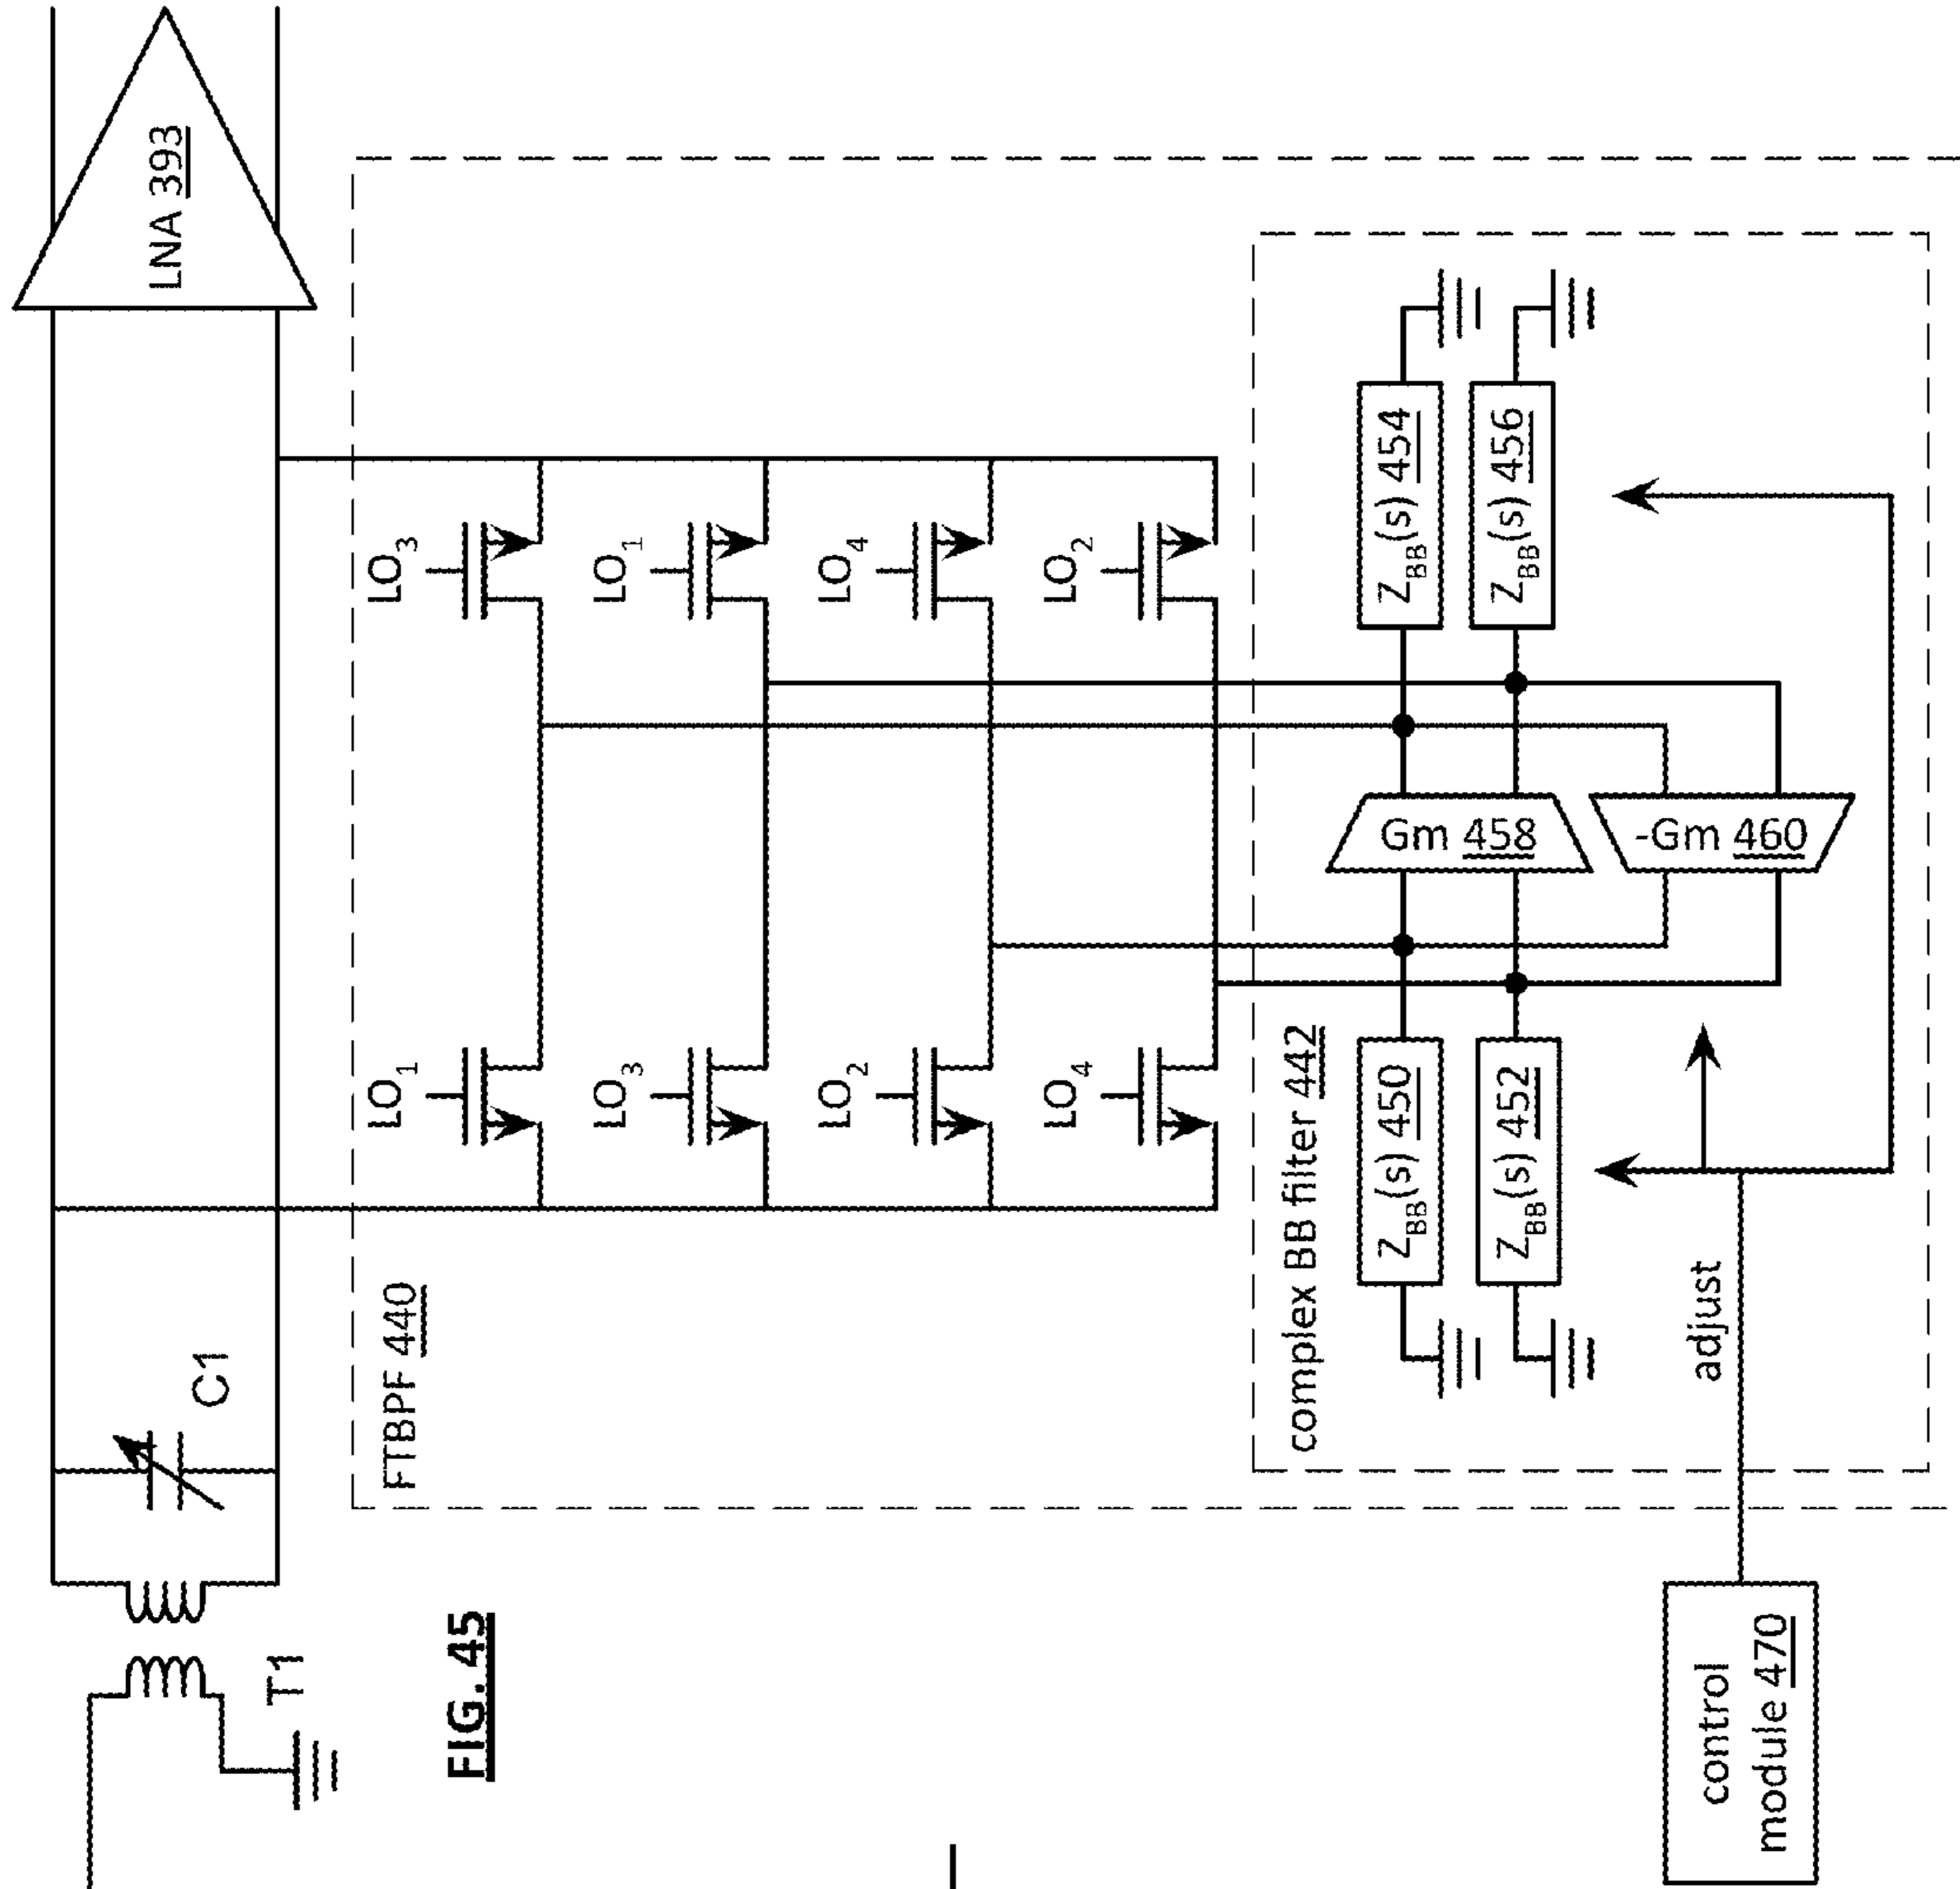 LNA 393
C1
T1
FIG. 45
FTBPF 440
LO1
LO3
LO3
LO1
LO2
LO4
LO4
LO2
complex BB filter 442
ZBB(s) 450
ZBB(s) 454
ZBB(s) 452
ZBB(s) 456
Gm 458
-Gm 460
adjust
control
module 470